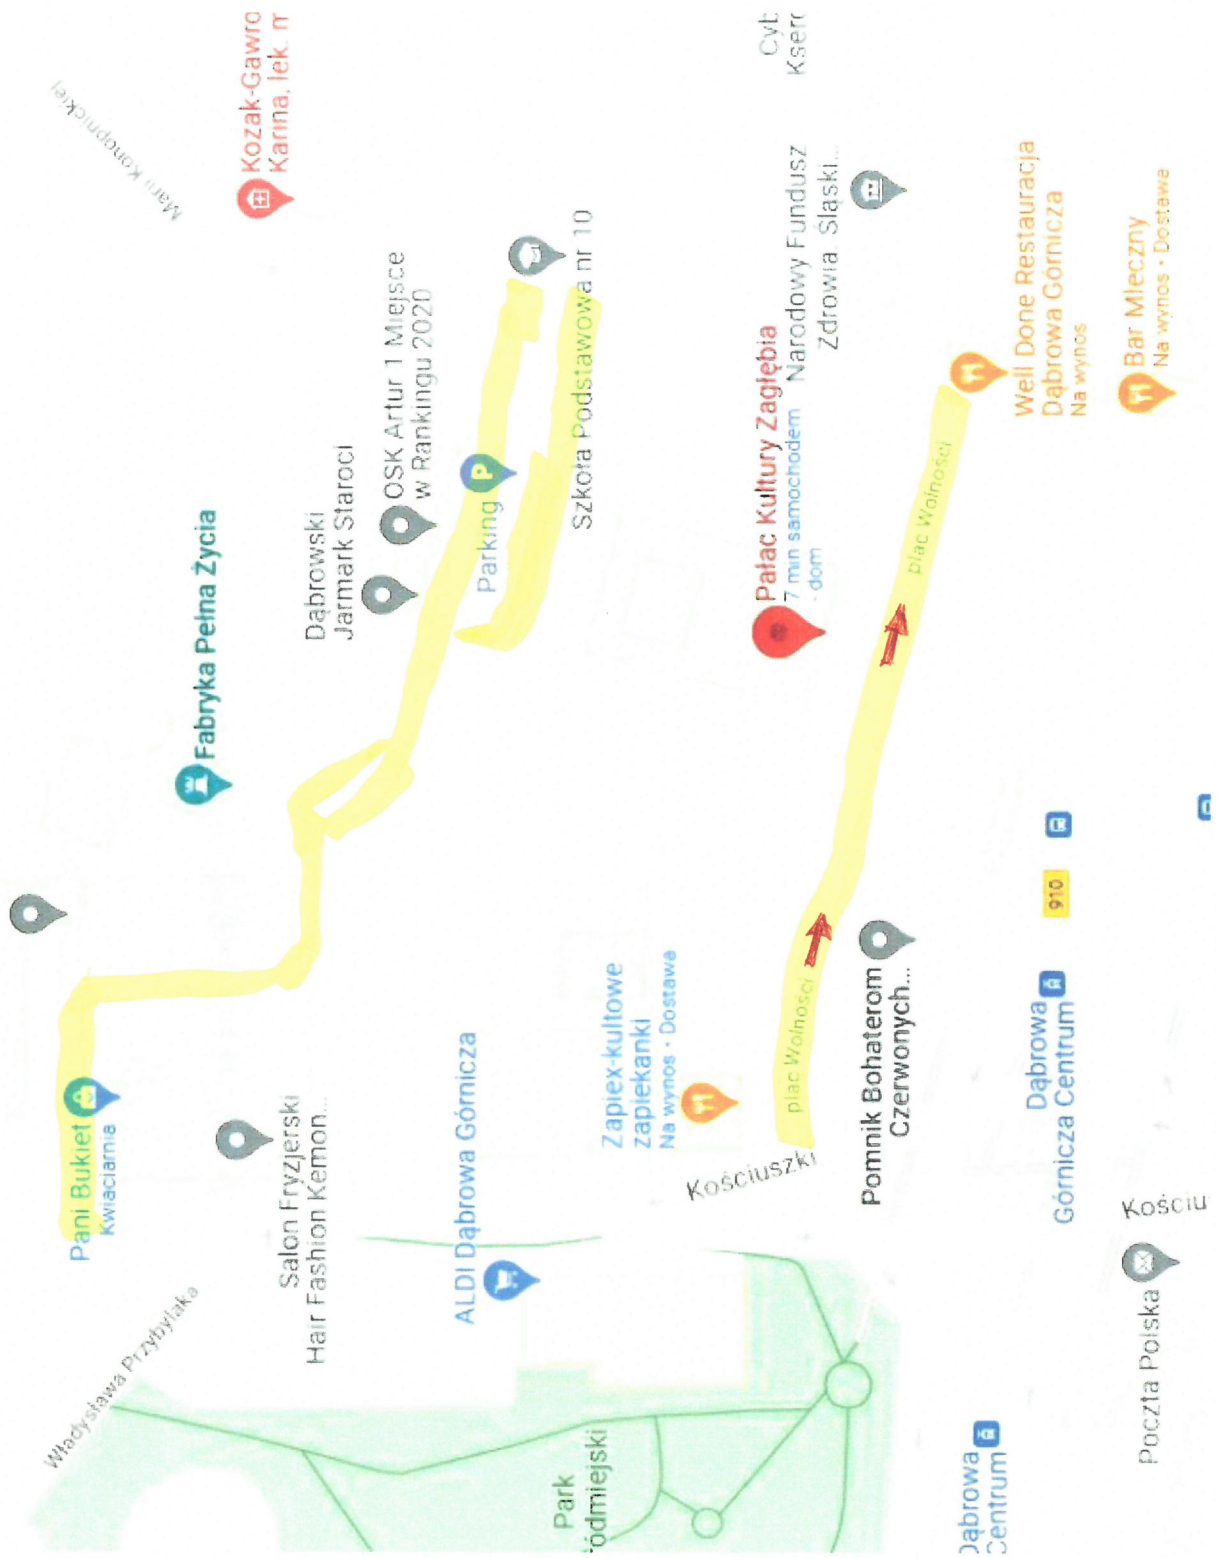 Marii Konopnickiej
Kozak-Gawro
Karina, lek. m
Cyb
Kser
Fabryka Pełna Życia
Dąbrowski
Jarmark Staroci
OSK Artur 1 Miejsce
w Rankingu 2020
Parking
P
Szkoła Podstawowa nr 10
Pałac Kultury Zagłębia
7 min samochodem
- dom
Narodowy Fundusz
Zdrowia. Śląski...
plac Wolności
Well Done Restauracja
Dąbrowa Górnicza
Na wynos
Bar Mleczny
Na wynos • Dostawa
Pani Bukiet
Kwiaciarnia
Salon Fryzjerski
Hair Fashion Kemon...
ALDI Dąbrowa Górnicza
Zapiex-kultowe
zapiekanki
Na wynos • Dostawa
plac Wolności
Kościuszki
Pomnik Bohaterom
Czerwonych...
910
Dąbrowa
Górnicza Centrum
Kościu
Władysława Przybylaka
Park
ródmiejski
Dąbrowa
Centrum
Poczta Polska